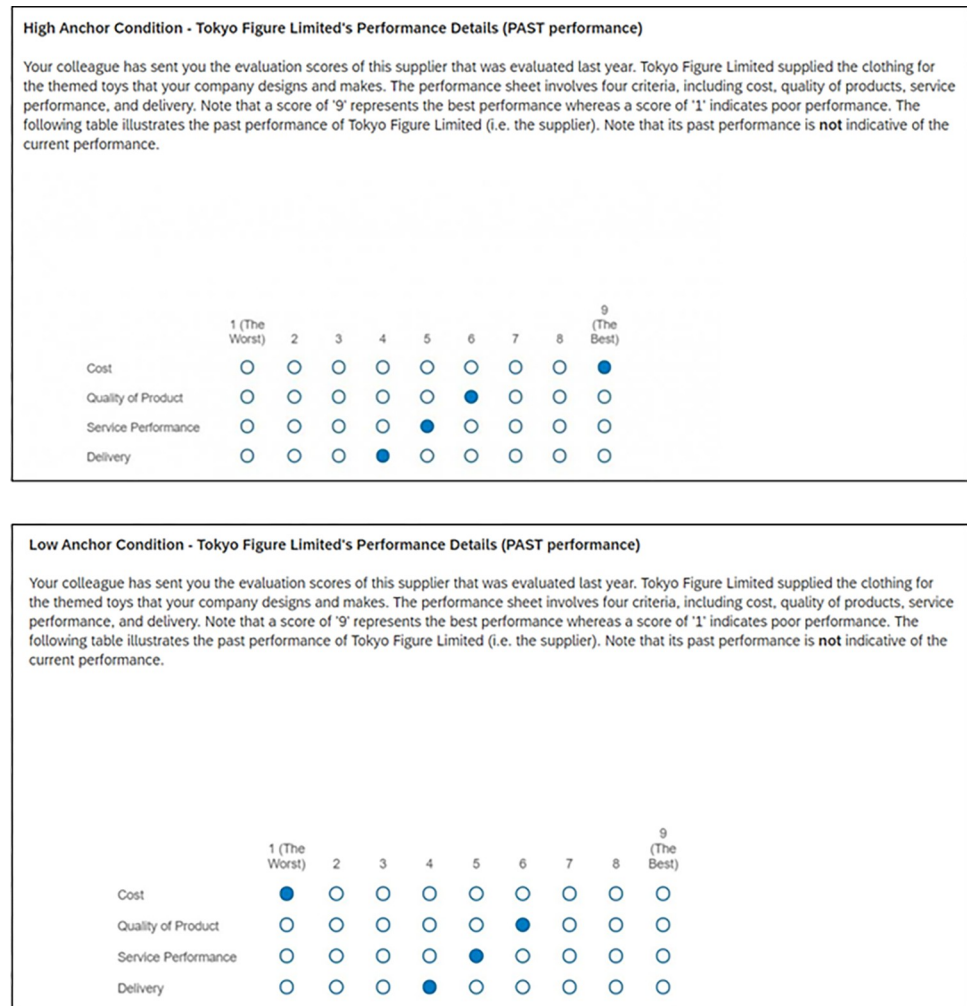 High Anchor Condition - Tokyo Figure Limited's Performance Details (PAST performance)
Your colleague has sent you the evaluation scores of this supplier that was evaluated last year. Tokyo Figure Limited supplied the clothing for
the themed toys that your company designs and makes. The performance sheet involves four criteria, including cost, quality of products, service
performance, and delivery. Note that a score of '9' represents the best performance whereas a score of '1' indicates poor performance. The
following table illustrates the past performance of Tokyo Figure Limited (i.e. the supplier). Note that its past performance is not indicative of the
current performance.
9
1 (The (The
Worst) 2 3 4 5 6 7 8 Best)
Cost
Quality of Product
Service Performance
Delivery
Low Anchor Condition - Tokyo Figure Limited's Performance Details (PAST performance)
Your colleague has sent you the evaluation scores of this supplier that was evaluated last year. Tokyo Figure Limited supplied the clothing for
the themed toys that your company designs and makes. The performance sheet involves four criteria, including cost, quality of products, service
performance, and delivery. Note that a score of '9' represents the best performance whereas a score of '1' indicates poor performance. The
following table illustrates the past performance of Tokyo Figure Limited (i.e. the supplier). Note that its past performance is not indicative of the
current performance.
9
1 (The (The
Worst) 2 3 4 5 6 7 8 Best)
Cost
Quality of Product
Service Performance
Delivery